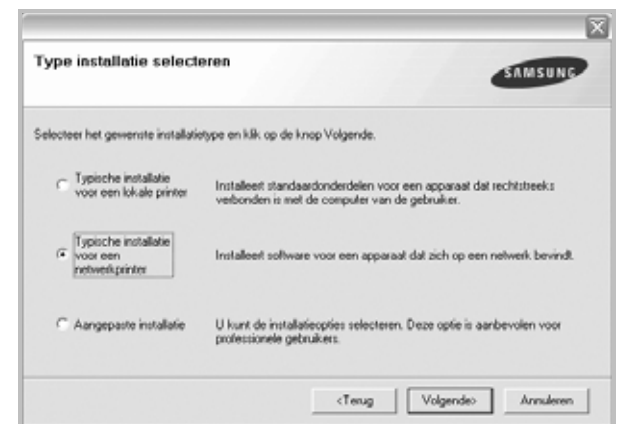 Type installatie selecteren
SAMSUNG
Selecteer het gewenste installatietype en klik op de knop Volgende.
Typische installatie
voor een lokale printer
Installeert standaardonderdelen voor een apparaat dat rechtstreeks
verbonden is met de computer van de gebruiker.
Typische installatie
voor een
netwerkprinter
Installeert software voor een apparaat dat zich op een netwerk bevindt.
Aangepaste installatie
U kunt de installatieopties selecteren. Deze optie is aanbevolen voor
professionele gebruikers.
<Terug
Volgende>
Annuleren